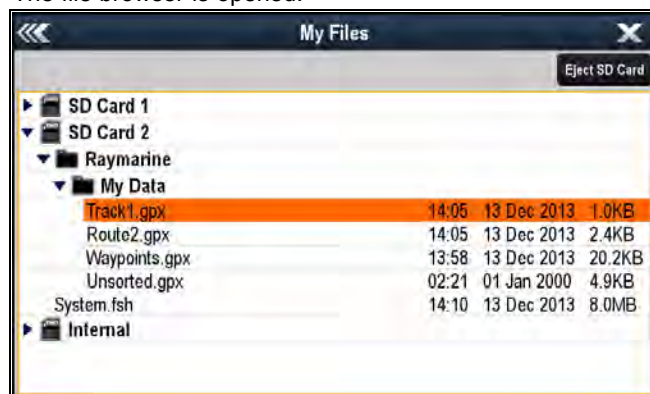 The file browser is opened.
My Files
Eject SD Card
SD Card 1
SD Card 2
Raymarine
My Data
Track1.gpx 14:05 13 Dec 2013 1.0KB
Route2.gpx 14:05 13 Dec 2013 2.4KB
Waypoints.gpx 13:58 13 Dec 2013 20.2KB
Unsorted.gpx 02:21 01 Jan 2000 4.9KB
System.fsh 14:10 13 Dec 2013 8.0MB
Internal